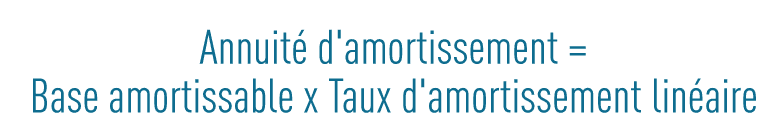 Annuité d'amortissement =
Base amortissable x Taux d'amortissement linéaire